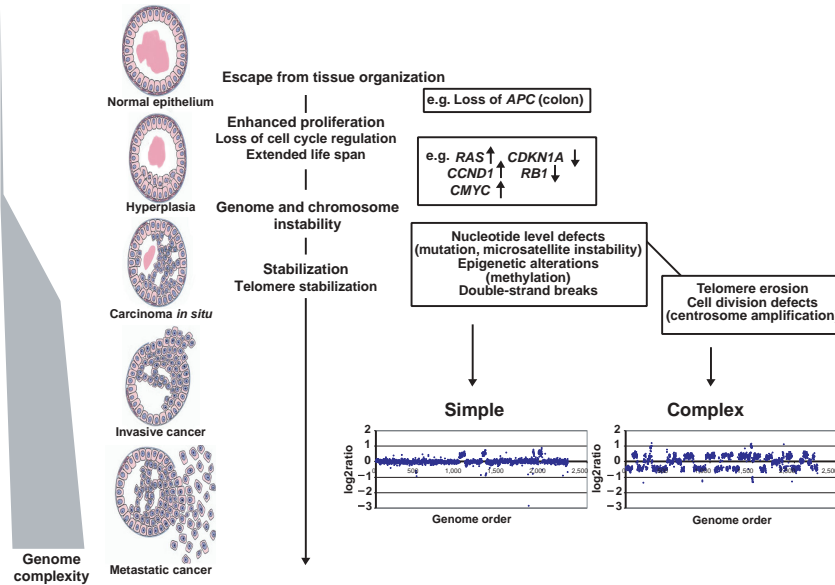 Normal epithelium
Hyperplasia
Carcinoma in situ
Invasive cancer
Metastatic cancer
Genome
complexity
Escape from tissue organization
Enhanced proliferation
Loss of cell cycle regulation
Extended life span
Genome and chromosome
instability
Stabilization
Telomere stabilization
e.g. Loss of APC (colon)
e.g. RAS ↑ CDKN1A ↓
CCND1 ↑ RB1 ↓
CMYC ↑
Nucleotide level defects
(mutation, microsatellite instability)
Epigenetic alterations
(methylation)
Double-strand breaks
Telomere erosion
Cell division defects
(centrosome amplification
Simple
log2ratio
2
1
0
−1
−2
−3
0 500 1,000 1,500 2,000 2,500
Genome order
Complex
log2ratio
2
1
0
−1
−2
−3
2,500
Genome order